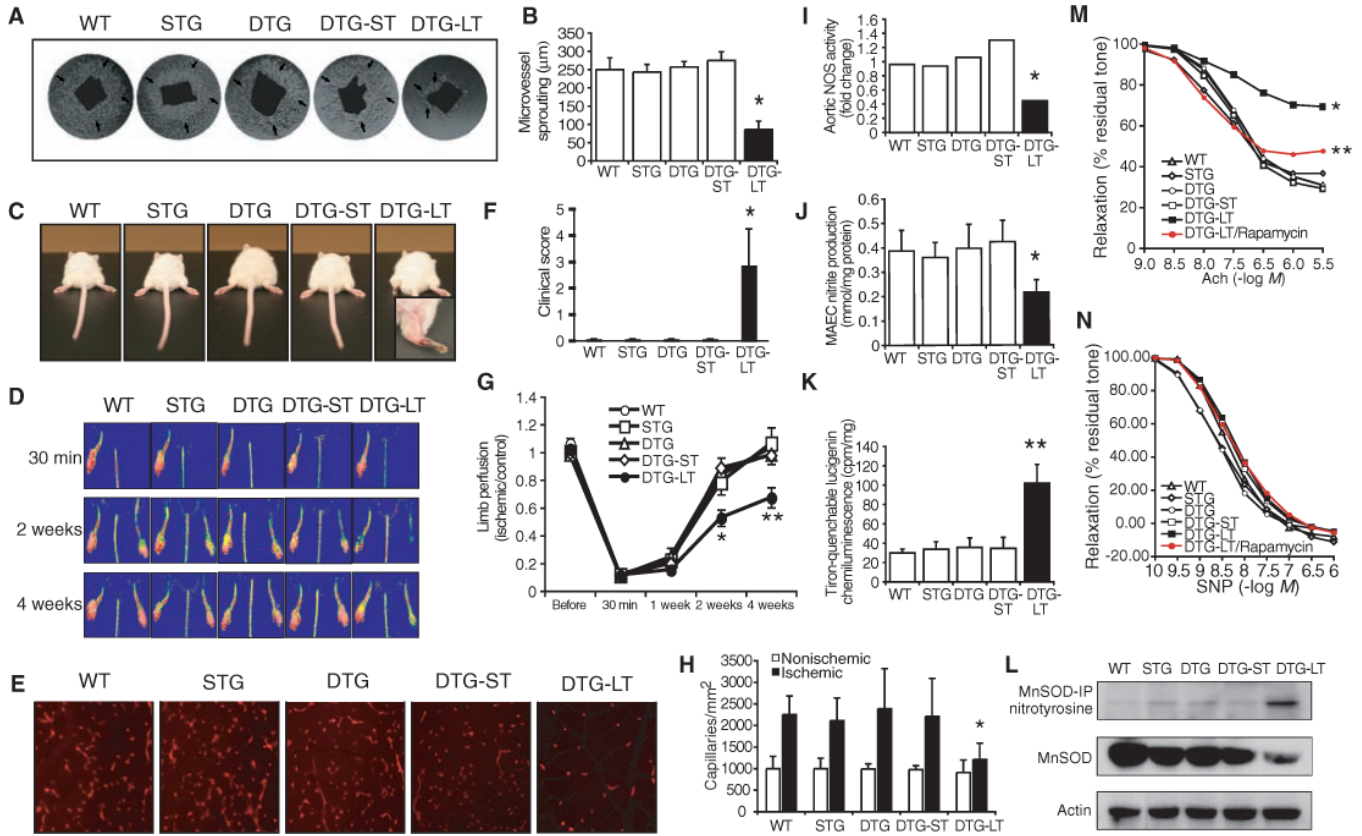 A
WT STG DTG DTG-ST DTG-LT
B
Microvessel
sprouting (µm)
350
300
250
200
150
100
50
0
*
WT STG DTG DTG-ST DTG-LT
C
WT STG DTG DTG-ST DTG-LT
F
Clinical score
5
4
3
2
1
0
*
WT STG DTG DTG-ST DTG-LT
D
WT STG DTG DTG-ST DTG-LT
30 min
2 weeks
4 weeks
G
Limb perfusion
(ischemic/control)
1.4
1.2
1
0.8
0.6
0.4
0.2
0
WT
STG
DTG
DTG-ST
DTG-LT
*
**
Before 30 min 1 week 2 weeks 4 weeks
E
WT STG DTG DTG-ST DTG-LT
H
Capillaries/mm²
Nonischemic
Ischemic
3500
3000
2500
2000
1500
1000
500
0
*
WT STG DTG DTG-ST DTG-LT
I
Aortic NOS activity
(fold change)
1.6
1.4
1.2
1
0.8
0.6
0.4
0.2
0
*
WT STG DTG DTG-ST DTG-LT
J
MAEC nitrite production
(mmol/mg protein)
0.6
0.5
0.4
0.3
0.2
0.1
0
*
WT STG DTG DTG-ST DTG-LT
K
Tiron-quenchable lucigenin
chemiluminescence (cpm/mg)
150
120
90
60
30
0
**
WT STG DTG DTG-ST DTG-LT
L
WT STG DTG DTG-ST DTG-LT
MnSOD-IP
nitrotyrosine
MnSOD
Actin
M
Relaxation (% residual tone)
100
80
60
40
20
0
*
**
WT
STG
DTG
DTG-ST
DTG-LT
DTG-LT/Rapamycin
9.0 8.5 8.0 7.5 6.5 6.0 5.5
Ach (-log M)
N
Relaxation (% residual tone)
100.00
80.00
60.00
40.00
20.00
0.00
-20.00
WT
STG
DTG
DTG-ST
DTG-LT
DTG-LT/Rapamycin
10 9.5 9 8.5 8 7.5 7 6.5 6
SNP (-log M)